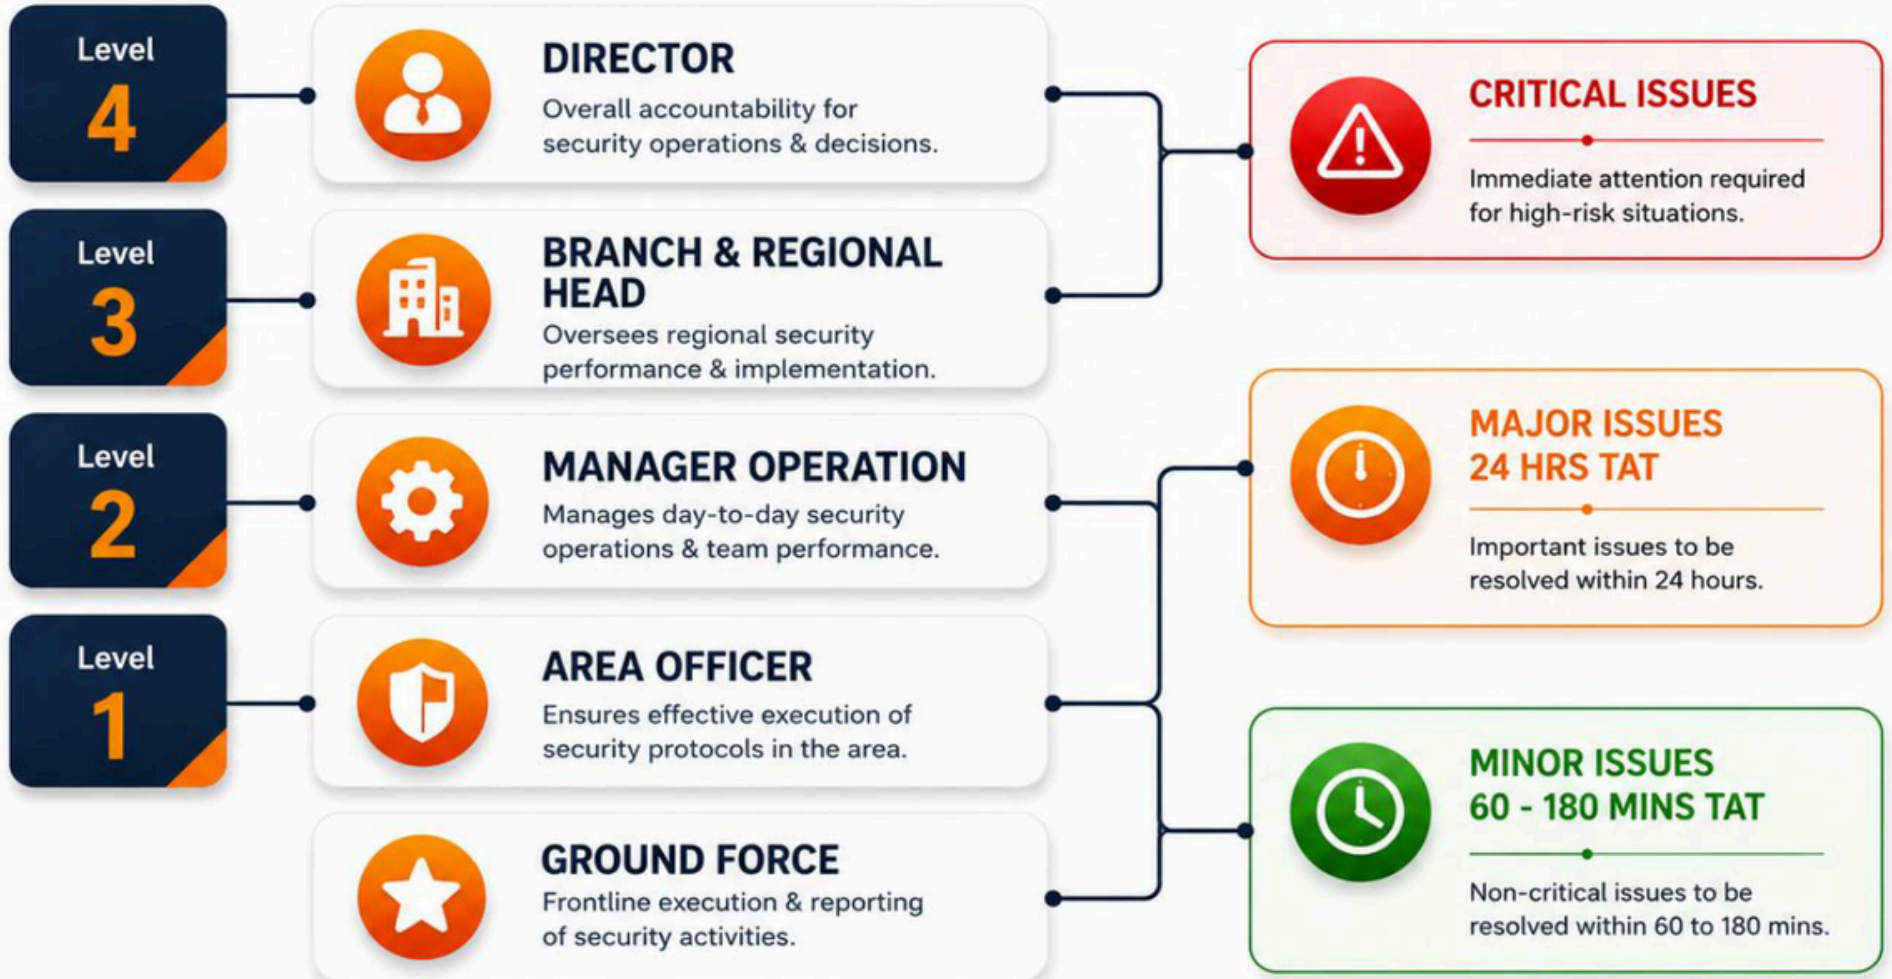 Level
4
DIRECTOR
Overall accountability for
security operations & decisions.
Level
3
BRANCH & REGIONAL
HEAD
Oversees regional security
performance & implementation.
Level
2
MANAGER OPERATION
Manages day-to-day security
operations & team performance.
Level
1
AREA OFFICER
Ensures effective execution of
security protocols in the area.
GROUND FORCE
Frontline execution & reporting
of security activities.
CRITICAL ISSUES
Immediate attention required
for high-risk situations.
MAJOR ISSUES
24 HRS TAT
Important issues to be
resolved within 24 hours.
MINOR ISSUES
60 - 180 MINS TAT
Non-critical issues to be
resolved within 60 to 180 mins.